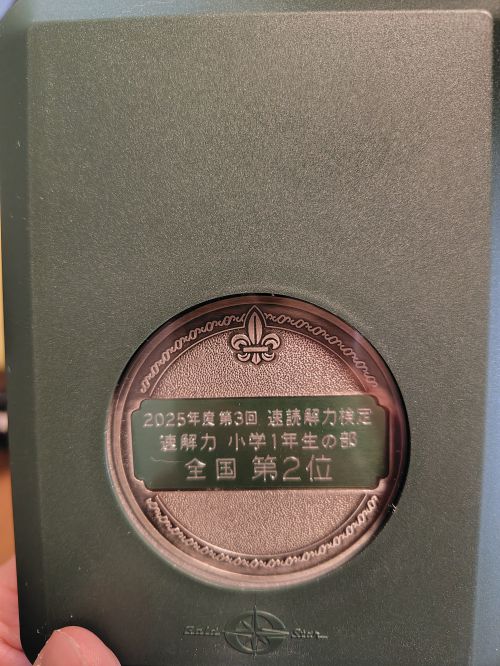 2025年度 第3回 速読解力検定
速解力 小学1年生の部
全国 第2位